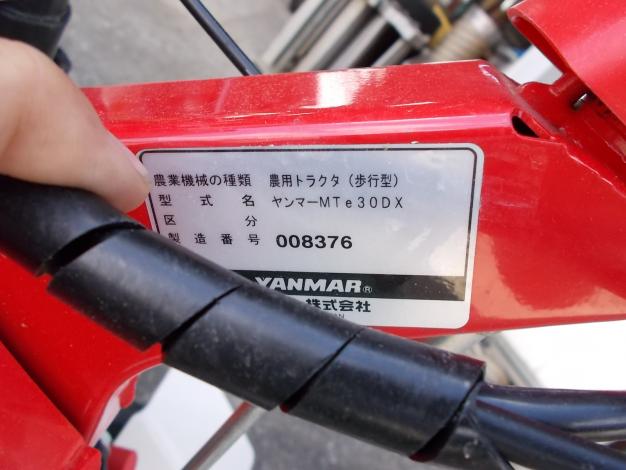 農業機械の種類 農用トラクタ（歩行型）
型式名 ヤンマーMTe30DX
区分
製造番号 008376
YANMAR®
株式会社